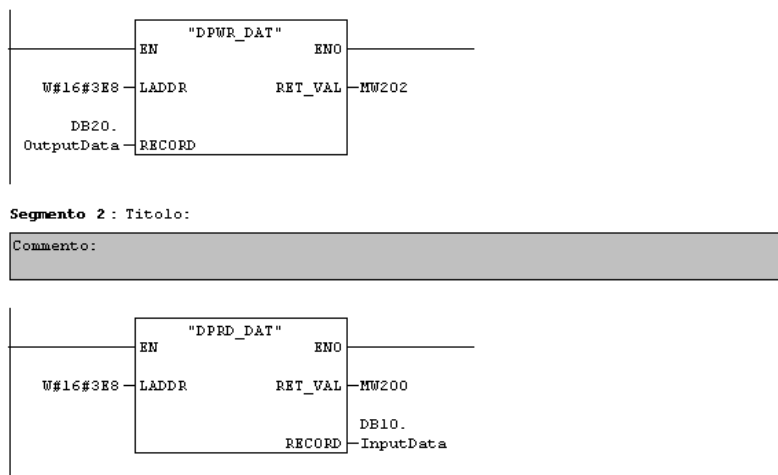 "DPWR_DAT"
EN ENO
W#16#3E8 LADDR RET_VAL MW202
DB20.
OutputData RECORD
Segmento 2 : Titolo:
Commento:
"DPRD_DAT"
EN ENO
W#16#3E8 LADDR RET_VAL MW200
DB10.
RECORD InputData